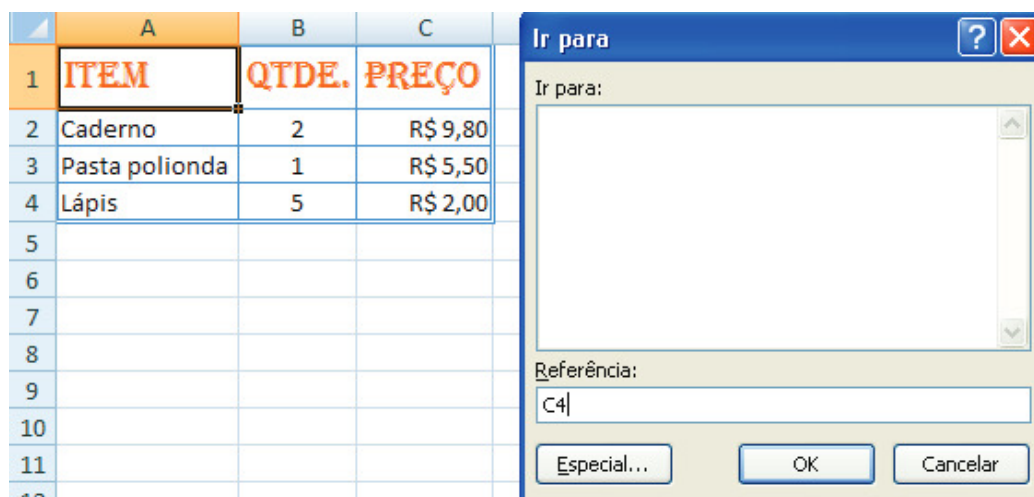 A B C
1 ITEM QTDE. PREÇO
2 Caderno 2 R$ 9,80
3 Pasta polionda 1 R$ 5,50
4 Lápis 5 R$ 2,00
5
6
7
8
9
10
11
12
Ir para
Ir para:
Referência:
C4
Especial... OK Cancelar